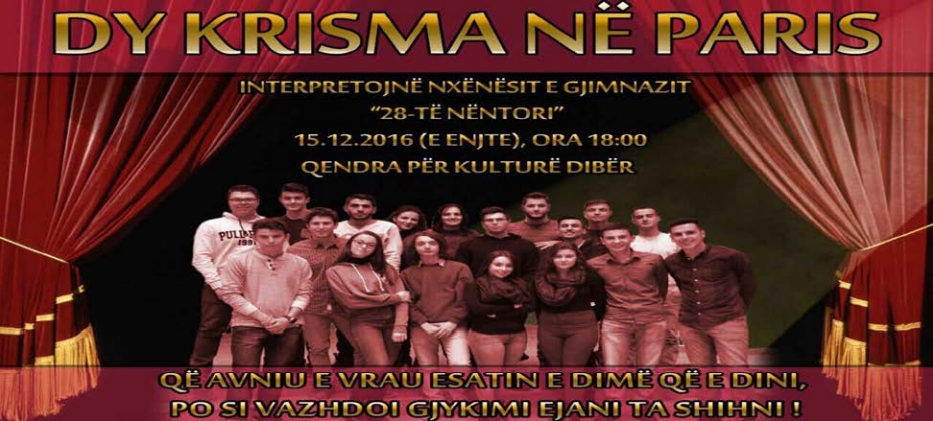 DY KRISMA NË PARIS
INTERPRETOJNË NXËNËSIT E GJIMNAZIT
"28-TË NËNTORI"
15.12.2016 (E ENJTE), ORA 18:00
QENDRA PËR KULTURË DIBËR
QË AVNIU E VRAU ESATIN E DIMË QË E DINI,
PO SI VAZHDOI GJYKIMI EJANI TA SHIHNI !